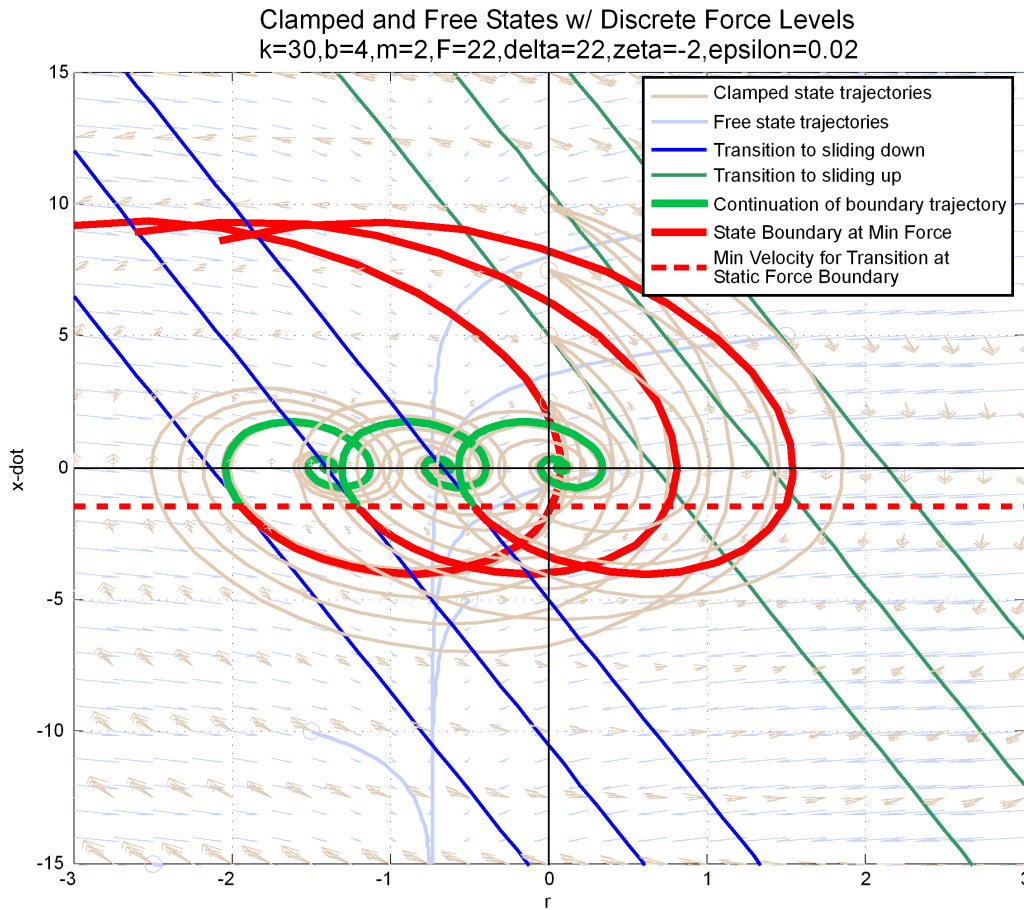 Clamped and Free States w/ Discrete Force Levels
k=30,b=4,m=2,F=22,delta=22,zeta=-2,epsilon=0.02
15
10
5
0
-5
-10
-15
x-dot
Clamped state trajectories
Free state trajectories
Transition to sliding down
Transition to sliding up
Continuation of boundary trajectory
State Boundary at Min Force
Min Velocity for Transition at
Static Force Boundary
-3
-2
-1
0
1
2
3
r